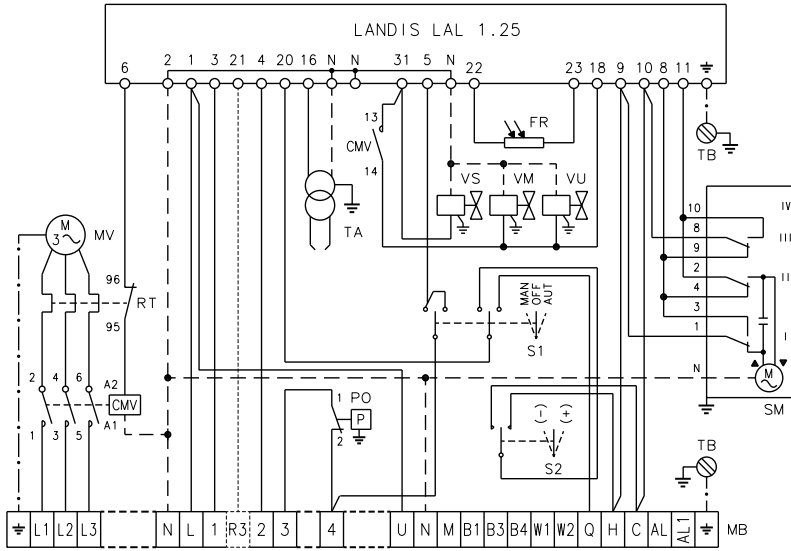 LANDIS LAL 1.25
6 2 1 3 21 4 20 16 N N 31 5 N 22 23 18 9 10 8 11
13
CMV
14
FR
TB
VS VM VU
TA
M
3
MV
10 IV
8 III
9
2 II
4
3
1 I
N
M
SM
96
RT
95
MAN
OFF
AUT
S1
2 4 6 A2
CMV
1 3 5 A1
1 PO
P
2
(-) (+)
S2
TB
L1 L2 L3 N L 1 R3 2 3 4 U N M B1 B3 B4 W1 W2 Q H C AL AL1 MB